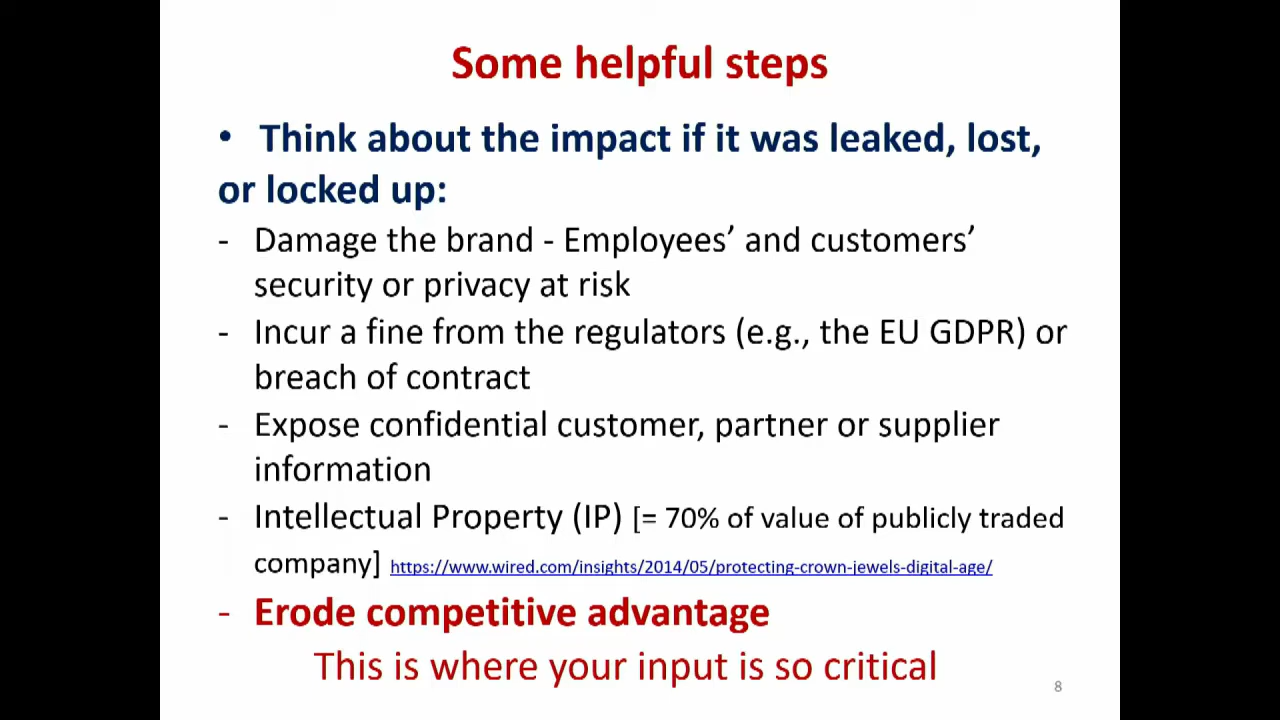 Some helpful steps
• Think about the impact if it was leaked, lost,
or locked up:
- Damage the brand - Employees’ and customers’
security or privacy at risk
- Incur a fine from the regulators (e.g., the EU GDPR) or
breach of contract
- Expose confidential customer, partner or supplier
information
- Intellectual Property (IP) [= 70% of value of publicly traded
company] https://www.wired.com/insights/2014/05/protecting-crown-jewels-digital-age/
- Erode competitive advantage
This is where your input is so critical
8